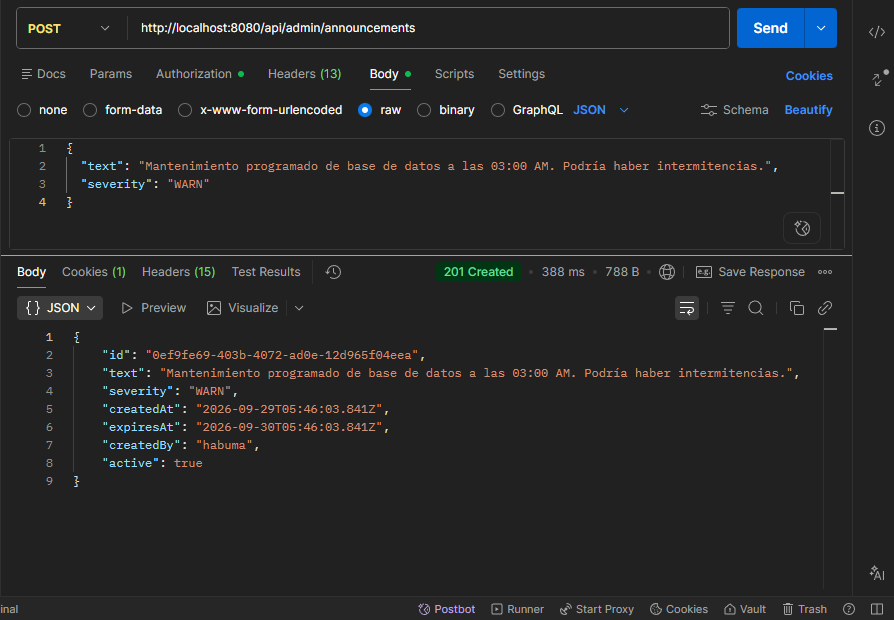 POST http://localhost:8080/api/admin/announcements Send
Docs Params Authorization Headers (13) Body Scripts Settings Cookies
none form-data x-www-form-urlencoded raw binary GraphQL JSON Schema Beautify
1 {
2 "text": "Mantenimiento programado de base de datos a las 03:00 AM. Podría haber intermitencias.",
3 "severity": "WARN"
4 }
Body Cookies (1) Headers (15) Test Results 201 Created 388 ms 788 B e.g. Save Response
{} JSON Preview Visualize
1 {
2 "id": "0ef9fe69-403b-4072-ad0e-12d965f04eea",
3 "text": "Mantenimiento programado de base de datos a las 03:00 AM. Podría haber intermitencias.",
4 "severity": "WARN",
5 "createdAt": "2026-09-29T05:46:03.841Z",
6 "expiresAt": "2026-09-30T05:46:03.841Z",
7 "createdBy": "habuma",
8 "active": true
9 }
AI
inal Postbot Runner Start Proxy Cookies Vault Trash